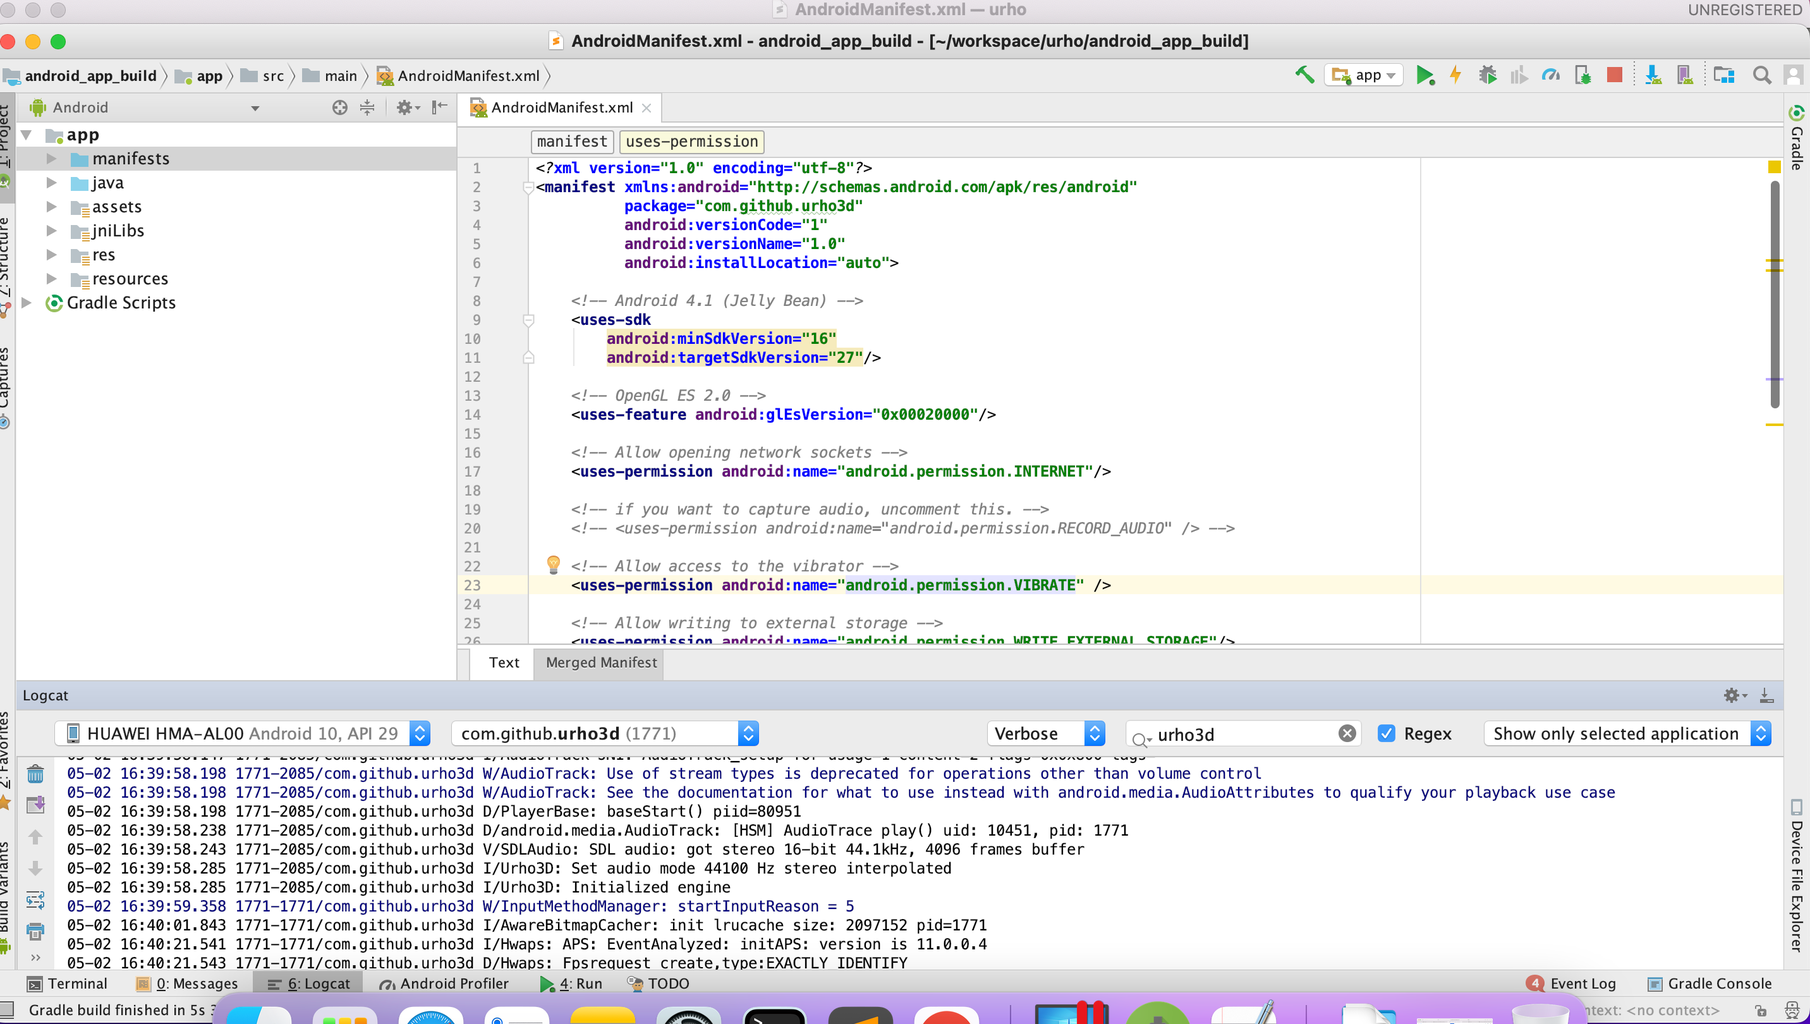 AndroidManifest.xml — urho
UNREGISTERED
AndroidManifest.xml - android_app_build - [~/workspace/urho/android_app_build]
android_app_build app src main AndroidManifest.xml
app
Android
AndroidManifest.xml
1: Project
Z: Structure
Captures
2: Favorites
Build Variants
app
manifests
java
assets
jniLibs
res
resources
Gradle Scripts
manifest uses-permission
1 <?xml version="1.0" encoding="utf-8"?>
2 <manifest xmlns:android="http://schemas.android.com/apk/res/android"
3 package="com.github.urho3d"
4 android:versionCode="1"
5 android:versionName="1.0"
6 android:installLocation="auto">
7
8 <!-- Android 4.1 (Jelly Bean) -->
9 <uses-sdk
10 android:minSdkVersion="16"
11 android:targetSdkVersion="27"/>
12
13 <!-- OpenGL ES 2.0 -->
14 <uses-feature android:glEsVersion="0x00020000"/>
15
16 <!-- Allow opening network sockets -->
17 <uses-permission android:name="android.permission.INTERNET"/>
18
19 <!-- if you want to capture audio, uncomment this. -->
20 <!-- <uses-permission android:name="android.permission.RECORD_AUDIO" /> -->
21
22 <!-- Allow access to the vibrator -->
23 <uses-permission android:name="android.permission.VIBRATE" />
24
25 <!-- Allow writing to external storage -->
26 <uses-permission android:name="android.permission.WRITE_EXTERNAL_STORAGE"/>
Text Merged Manifest
Gradle
Device File Explorer
Logcat
HUAWEI HMA-AL00 Android 10, API 29
com.github.urho3d (1771)
Verbose
urho3d
Regex
Show only selected application
05-02 16:39:58.198 1771-2085/com.github.urho3d W/AudioTrack: Use of stream types is deprecated for operations other than volume control
05-02 16:39:58.198 1771-2085/com.github.urho3d W/AudioTrack: See the documentation for what to use instead with android.media.AudioAttributes to qualify your playback use case
05-02 16:39:58.198 1771-2085/com.github.urho3d D/PlayerBase: baseStart() piid=80951
05-02 16:39:58.238 1771-2085/com.github.urho3d D/android.media.AudioTrack: [HSM] AudioTrace play() uid: 10451, pid: 1771
05-02 16:39:58.243 1771-2085/com.github.urho3d V/SDLAudio: SDL audio: got stereo 16-bit 44.1kHz, 4096 frames buffer
05-02 16:39:58.285 1771-2085/com.github.urho3d I/Urho3D: Set audio mode 44100 Hz stereo interpolated
05-02 16:39:58.285 1771-2085/com.github.urho3d I/Urho3D: Initialized engine
05-02 16:39:59.358 1771-1771/com.github.urho3d W/InputMethodManager: startInputReason = 5
05-02 16:40:01.843 1771-1771/com.github.urho3d I/AwareBitmapCacher: init lrucache size: 2097152 pid=1771
05-02 16:40:21.541 1771-1771/com.github.urho3d I/Hwaps: APS: EventAnalyzed: initAPS: version is 11.0.0.4
05-02 16:40:21.543 1771-1771/com.github.urho3d D/Hwaps: Fpsrequest create,type:EXACTLY_IDENTIFY
Terminal 0: Messages 6: Logcat Android Profiler 4: Run TODO
4 Event Log Gradle Console
Gradle build finished in 5s
ntext: <no context>